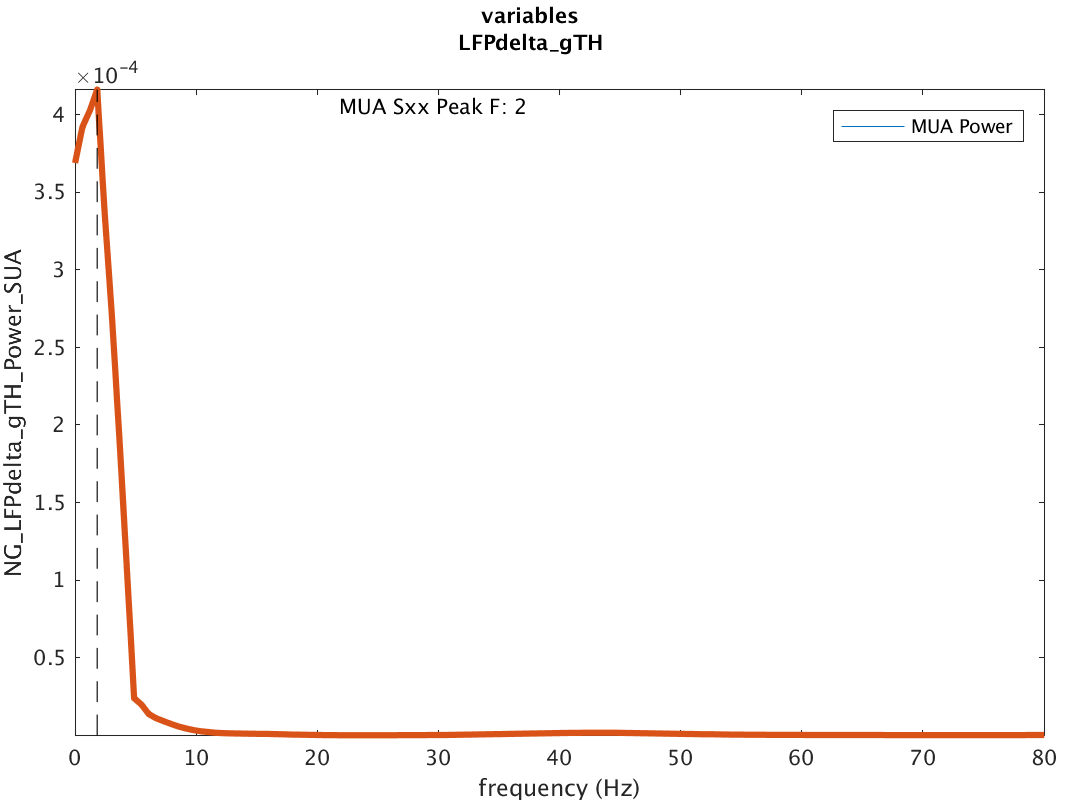 variables
LFPdelta_gTH
×10⁻⁴
MUA Sxx Peak F: 2
MUA Power
4
3.5
3
2.5
2
1.5
1
0.5
NG_LFPdelta_gTH_Power_SUA
0 10 20 30 40 50 60 70 80
frequency (Hz)